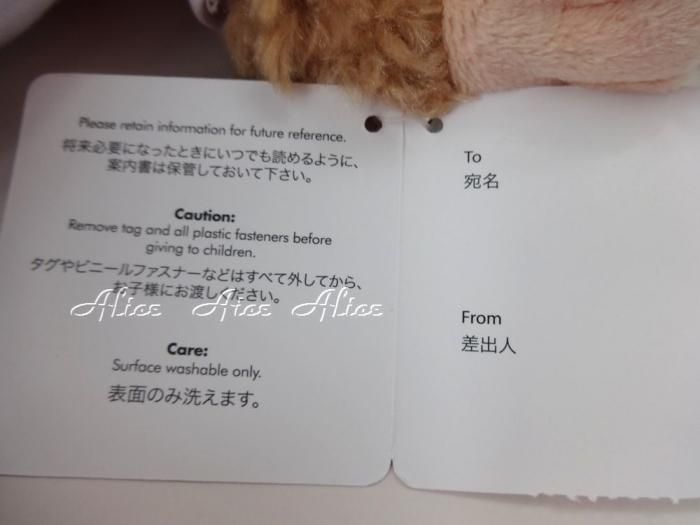 Please retain information for future reference.
将来必要になったときにいつでも読めるように、
案内書は保管しておいて下さい。
Caution:
Remove tag and all plastic fasteners before
giving to children.
タグやビニールファスナーなどはすべて外してから、
お子様にお渡しください。
Alice Atee Alice
Care:
Surface washable only.
表面のみ洗えます。
To
宛名
From
差出人